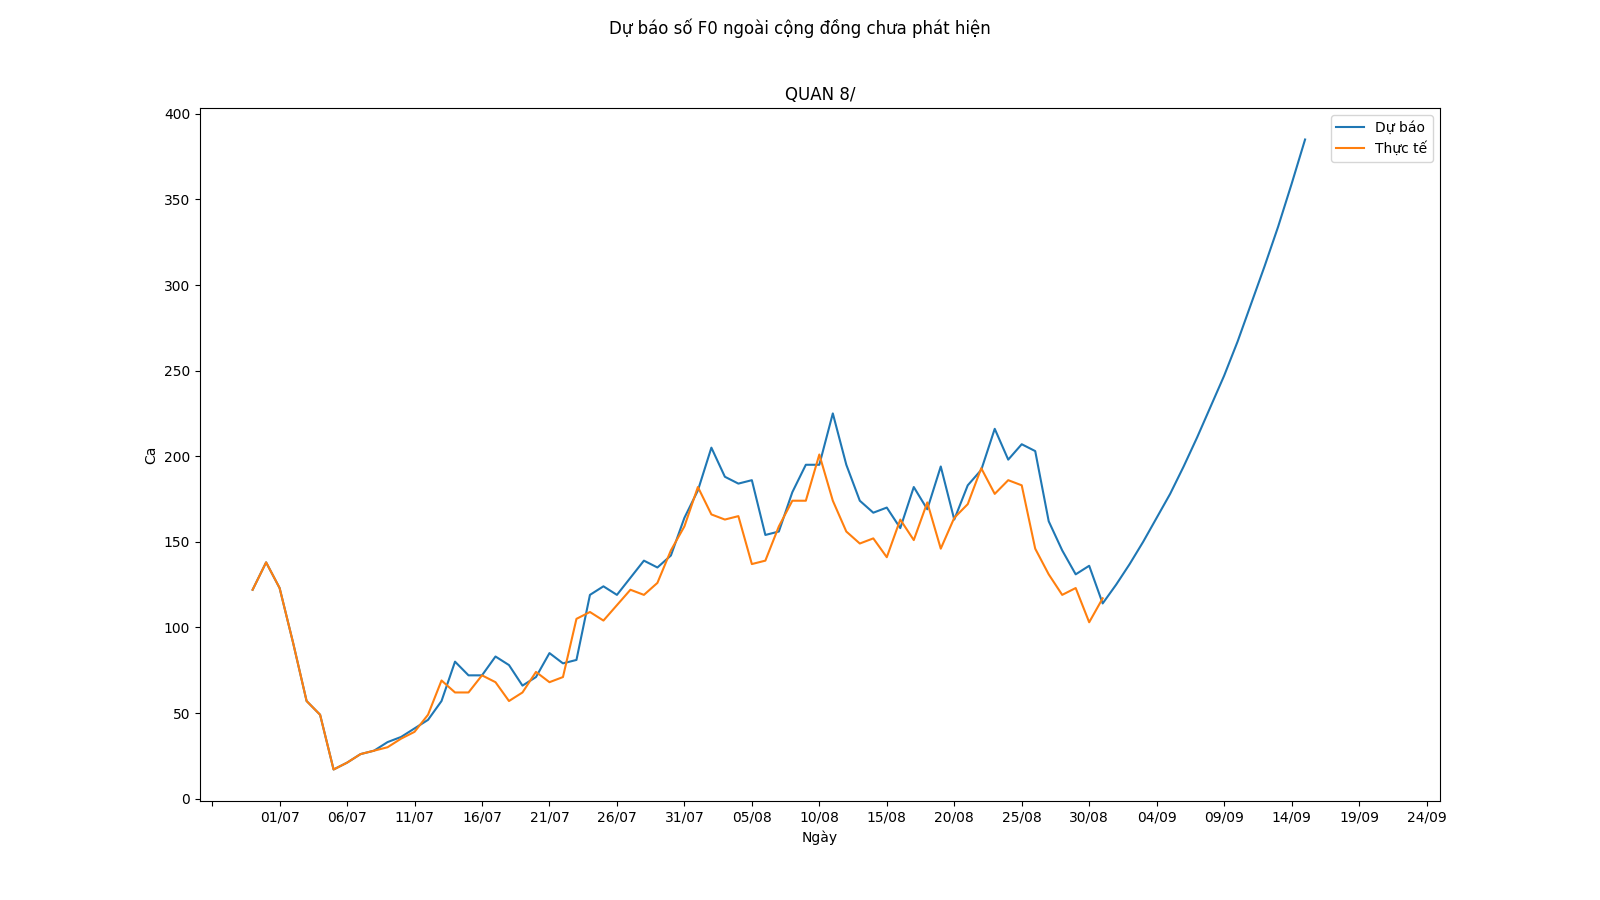 Dự báo số F0 ngoài cộng đồng chưa phát hiện
QUAN 8/
Dự báo
Thực tế
400
350
300
250
200
150
100
50
0
Ca
01/07 06/07 11/07 16/07 21/07 26/07 31/07 05/08 10/08 15/08 20/08 25/08 30/08 04/09 09/09 14/09 19/09 24/09
Ngày